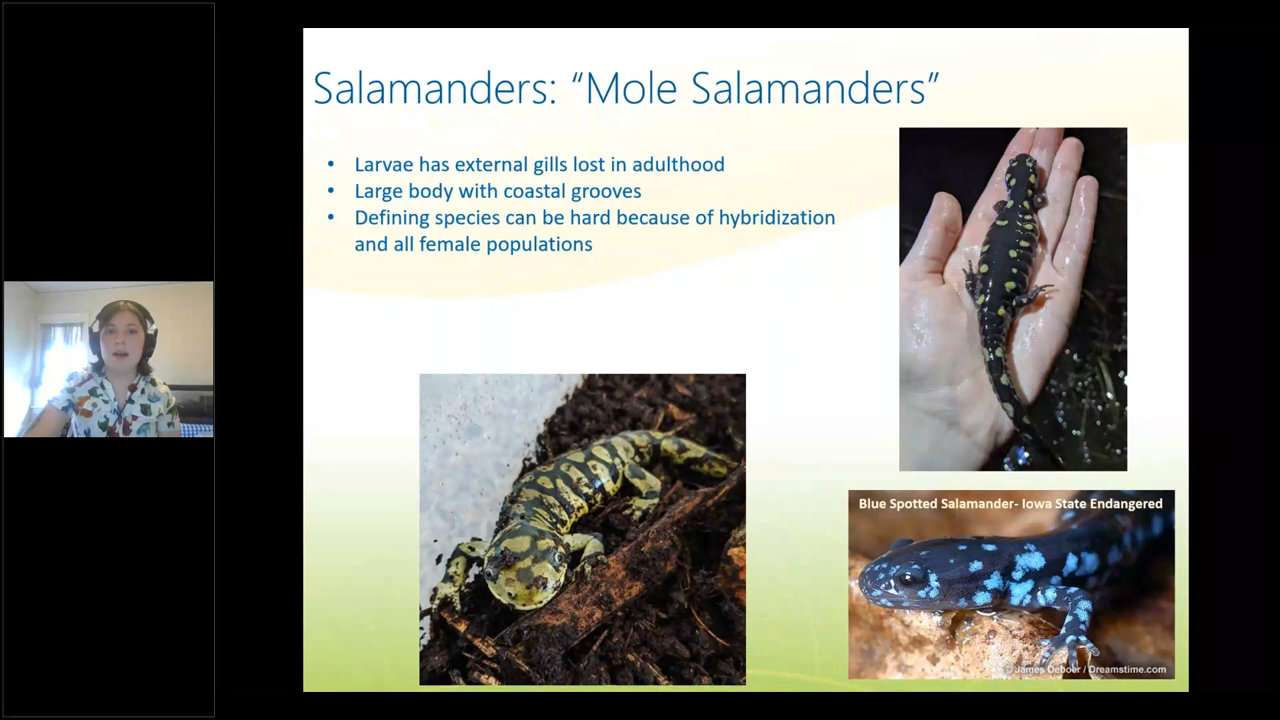 Salamanders: “Mole Salamanders”
• Larvae has external gills lost in adulthood
• Large body with coastal grooves
• Defining species can be hard because of hybridization
and all female populations
Blue Spotted Salamander- Iowa State Endangered
© James Deboer / Dreamstime.com